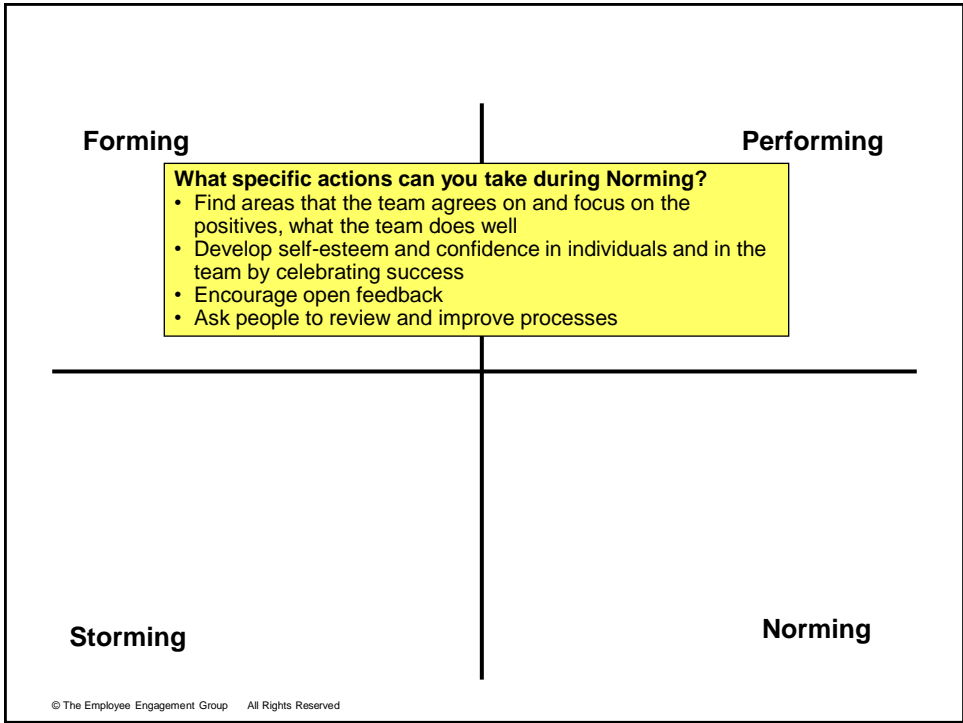 Forming
Performing
What specific actions can you take during Norming?
• Find areas that the team agrees on and focus on the
positives, what the team does well
• Develop self-esteem and confidence in individuals and in the
team by celebrating success
• Encourage open feedback
• Ask people to review and improve processes
Storming
Norming
© The Employee Engagement Group All Rights Reserved